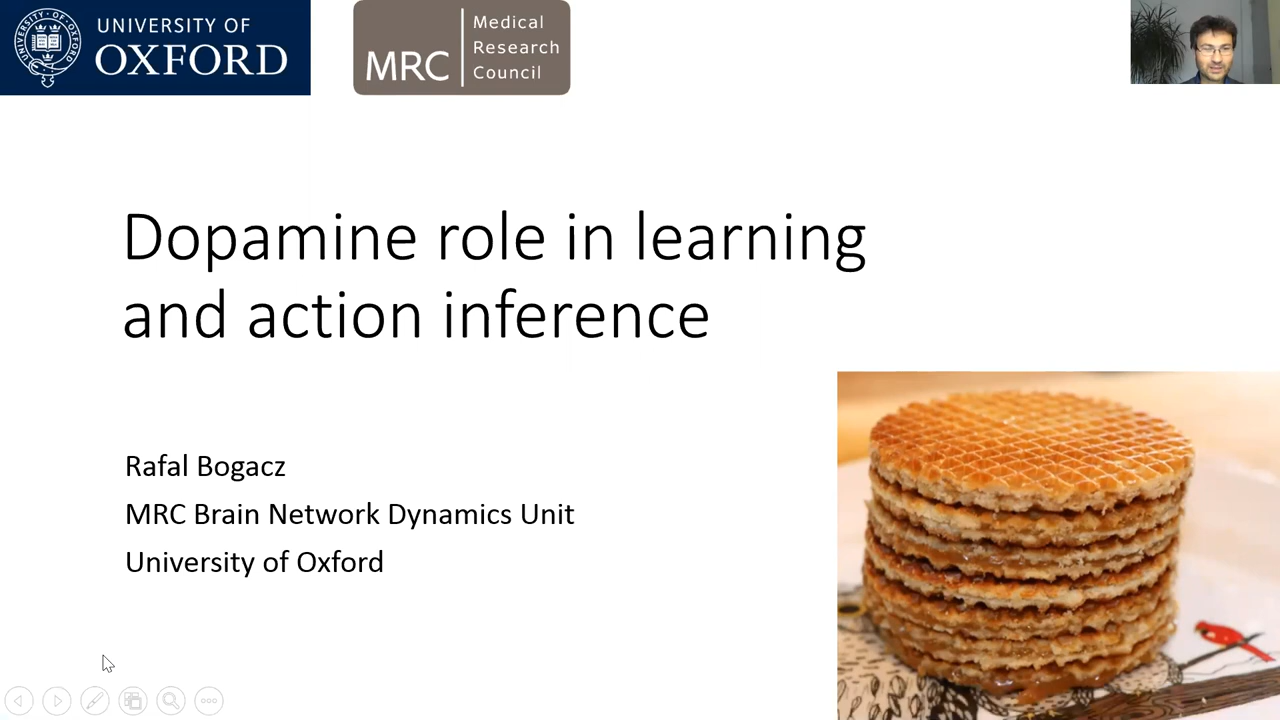 UNIVERSITY OF
OXFORD
MRC
Medical
Research
Council
Dopamine role in learning
and action inference
Rafal Bogacz
MRC Brain Network Dynamics Unit
University of Oxford